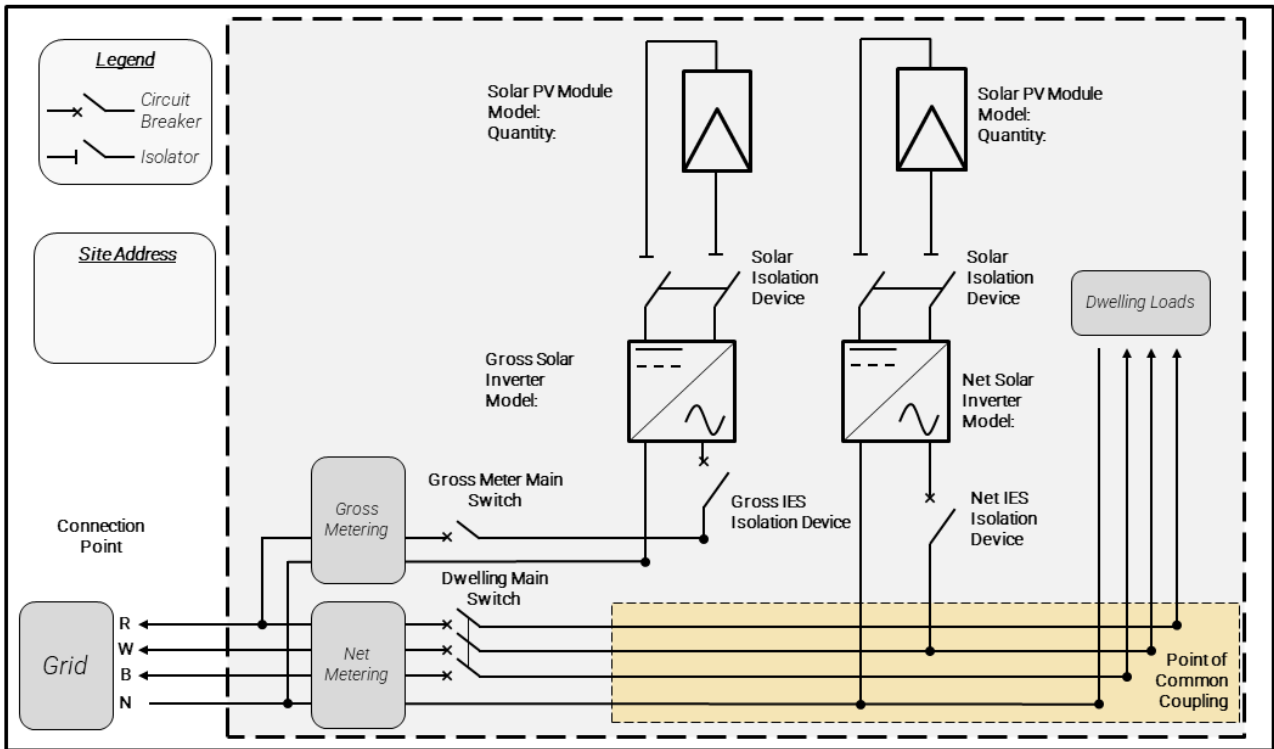 Legend
Circuit
Breaker
Isolator
Site Address
Solar PV Module
Model:
Quantity:
Solar PV Module
Model:
Quantity:
Solar
Isolation
Device
Solar
Isolation
Device
Dwelling Loads
Gross Solar
Inverter
Model:
Net Solar
Inverter
Model:
Gross Meter Main
Switch
Gross
Metering
Gross IES
Isolation Device
Net IES
Isolation
Device
Connection
Point
Dwelling Main
Switch
Grid
R
W
B
N
Net
Metering
Point of
Common
Coupling